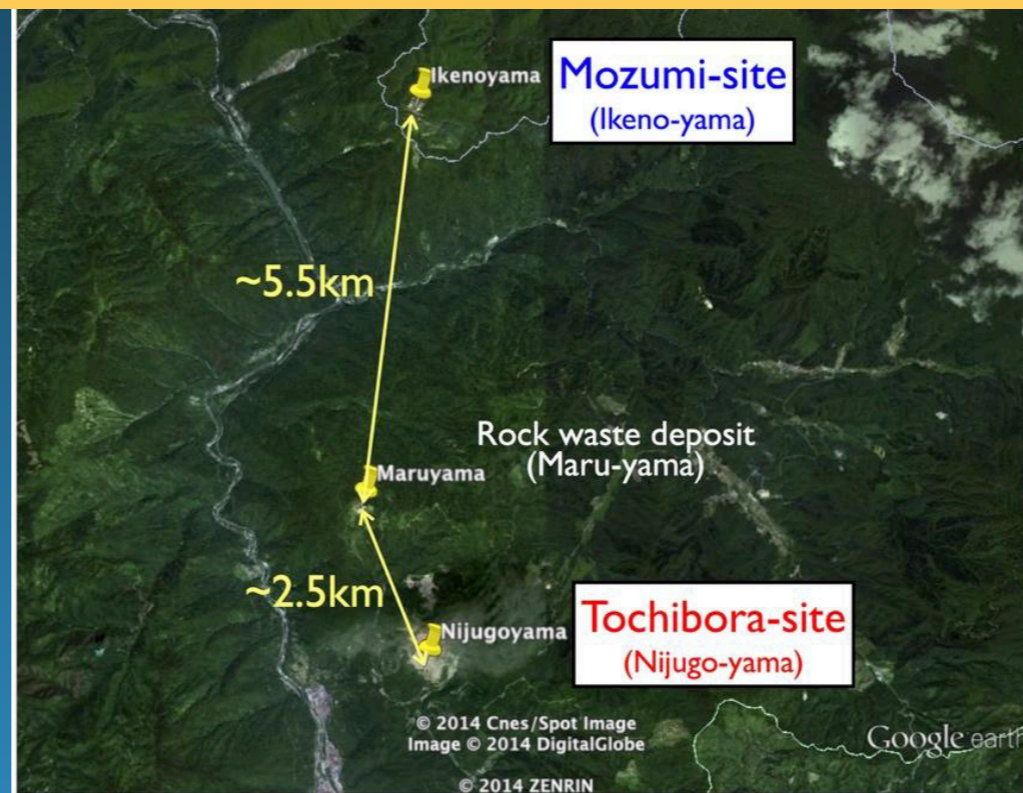 Ikenoyama
Mozumi-site
(Ikeno-yama)
~5.5km
Rock waste deposit
(Maru-yama)
Maruyama
~2.5km
Nijugoyama
Tochibora-site
(Nijugo-yama)
© 2014 Cnes/Spot Image
Image © 2014 DigitalGlobe
© 2014 ZENRIN
Google earth